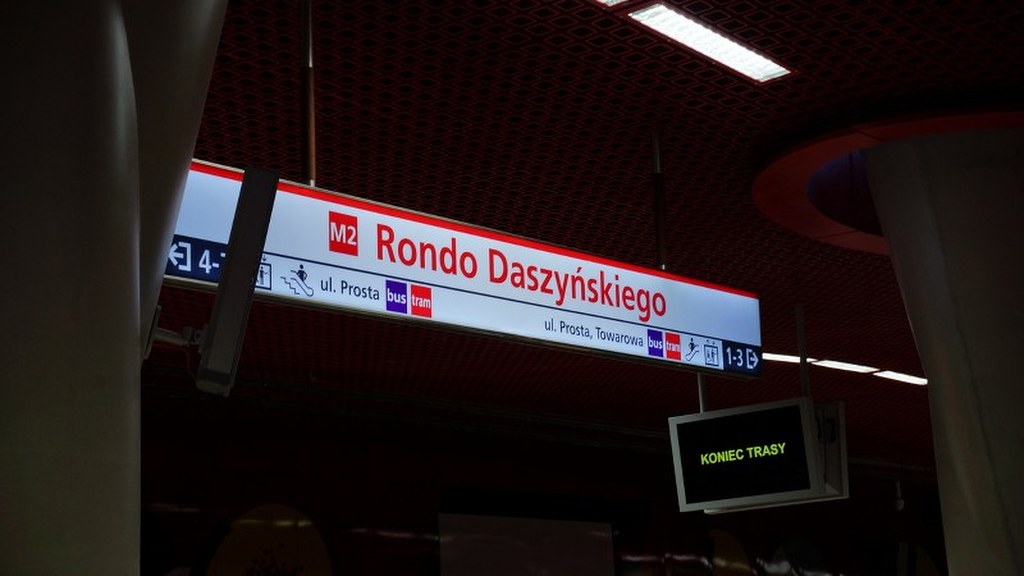 M2 Rondo Daszyńskiego
ul. Prosta bus tram
ul. Prosta, Towarowa bus tram 1-3
KONIEC TRASY